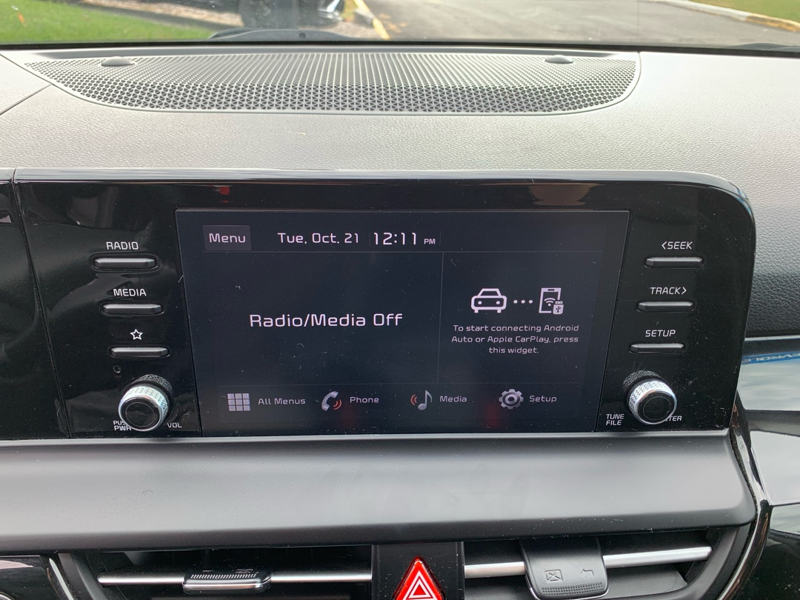 Menu
Tue, Oct. 21 12:11 PM
Radio/Media Off
To start connecting Android
Auto or Apple CarPlay, press
this widget.
All Menus
Phone
Media
Setup
RADIO
MEDIA
PWR
VOL
<SEEK
TRACK>
SETUP
TUNE
FILE